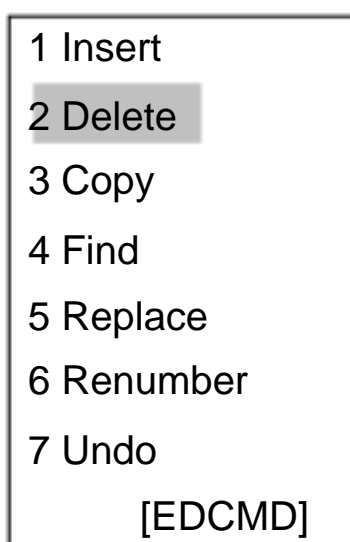 1 Insert
2 Delete
3 Copy
4 Find
5 Replace
6 Renumber
7 Undo
[EDCMD]